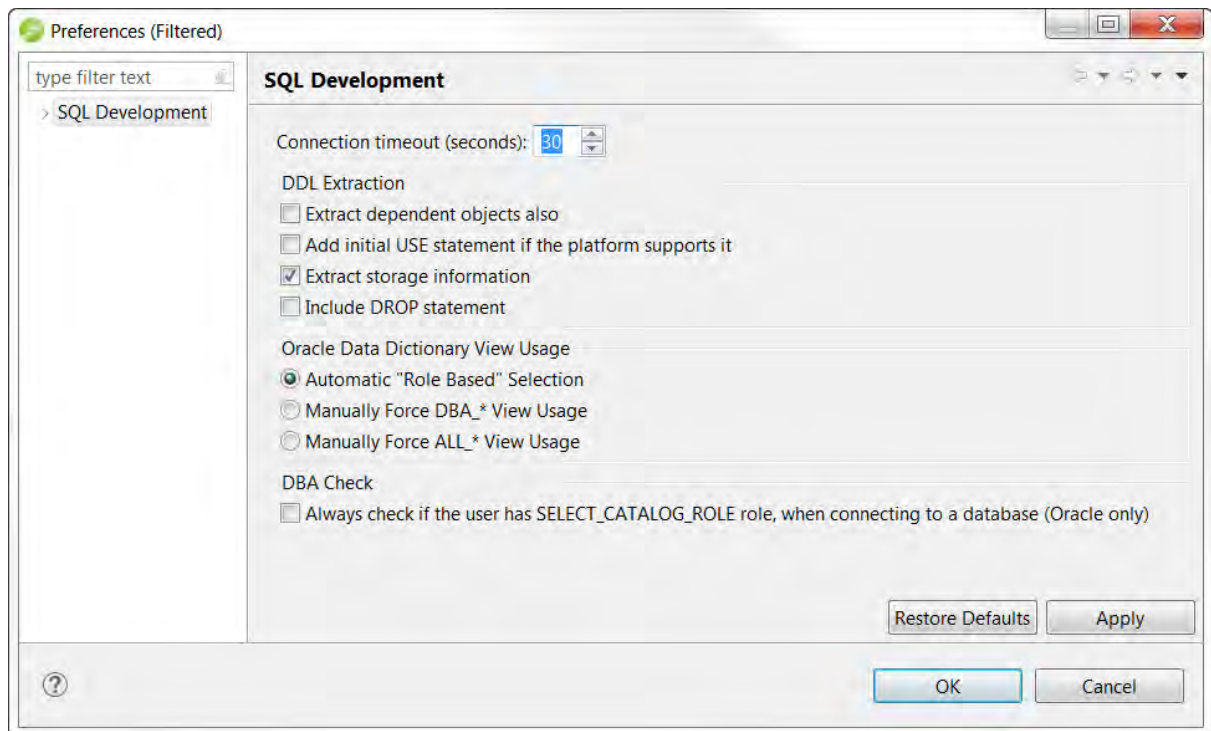 Preferences (Filtered)
type filter text
SQL Development
SQL Development
Connection timeout (seconds): 30
DDL Extraction
Extract dependent objects also
Add initial USE statement if the platform supports it
Extract storage information
Include DROP statement
Oracle Data Dictionary View Usage
Automatic "Role Based" Selection
Manually Force DBA_* View Usage
Manually Force ALL_* View Usage
DBA Check
Always check if the user has SELECT_CATALOG_ROLE role, when connecting to a database (Oracle only)
Restore Defaults
Apply
?
OK
Cancel